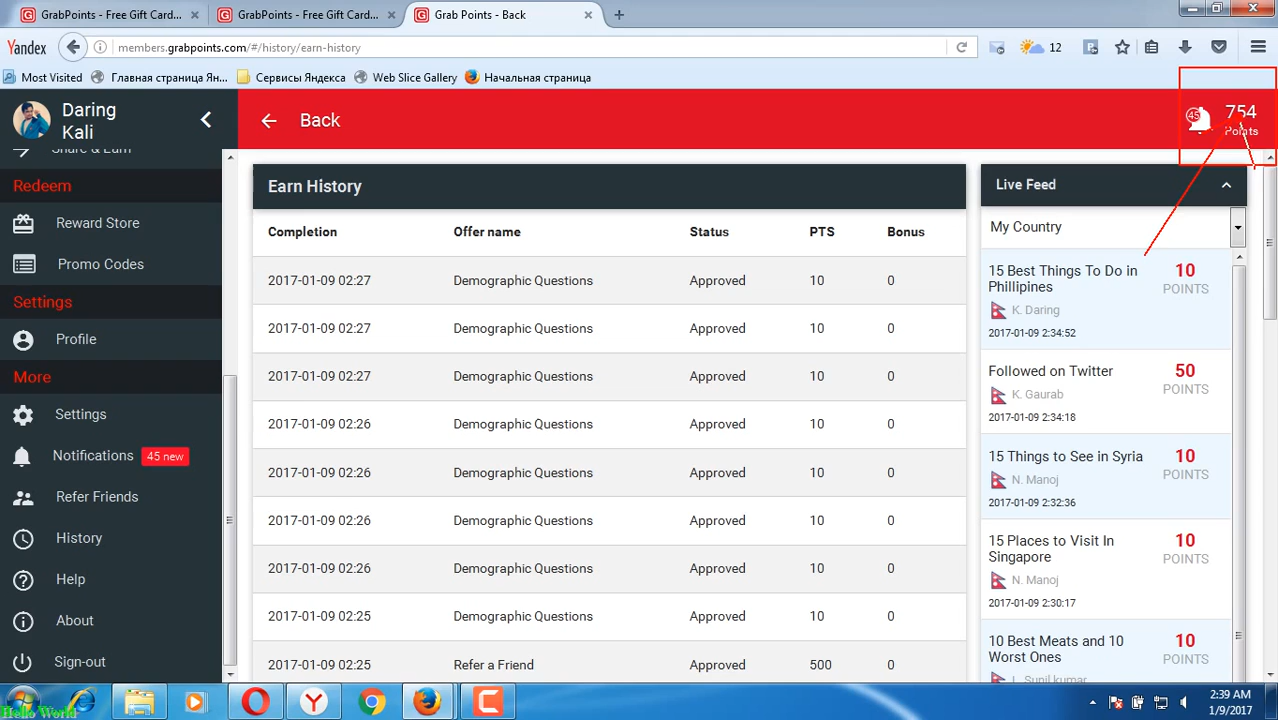 GrabPoints - Free Gift Card...
GrabPoints - Free Gift Card...
Grab Points - Back
Yandex
members.grabpoints.com/#/history/earn-history
12
Most Visited
Главная страница Ян...
Сервисы Яндекса
Web Slice Gallery
Начальная страница
Daring
Kali
Share & Earn
Redeem
Reward Store
Promo Codes
Settings
Profile
More
Settings
Notifications 45 new
Refer Friends
History
Help
About
Sign-out
Back
45
754
Points
Earn History
Completion Offer name Status PTS Bonus
2017-01-09 02:27 Demographic Questions Approved 10 0
2017-01-09 02:27 Demographic Questions Approved 10 0
2017-01-09 02:27 Demographic Questions Approved 10 0
2017-01-09 02:26 Demographic Questions Approved 10 0
2017-01-09 02:26 Demographic Questions Approved 10 0
2017-01-09 02:26 Demographic Questions Approved 10 0
2017-01-09 02:26 Demographic Questions Approved 10 0
2017-01-09 02:25 Demographic Questions Approved 10 0
2017-01-09 02:25 Refer a Friend Approved 500 0
Live Feed
My Country
15 Best Things To Do in
Phillipines
10
POINTS
K. Daring
2017-01-09 2:34:52
Followed on Twitter
50
POINTS
K. Gaurab
2017-01-09 2:34:18
15 Things to See in Syria
10
POINTS
N. Manoj
2017-01-09 2:32:36
15 Places to Visit In
Singapore
10
POINTS
N. Manoj
2017-01-09 2:30:17
10 Best Meats and 10
Worst Ones
10
POINTS
L. Sunil kumar
Hello World
2:39 AM
1/9/2017